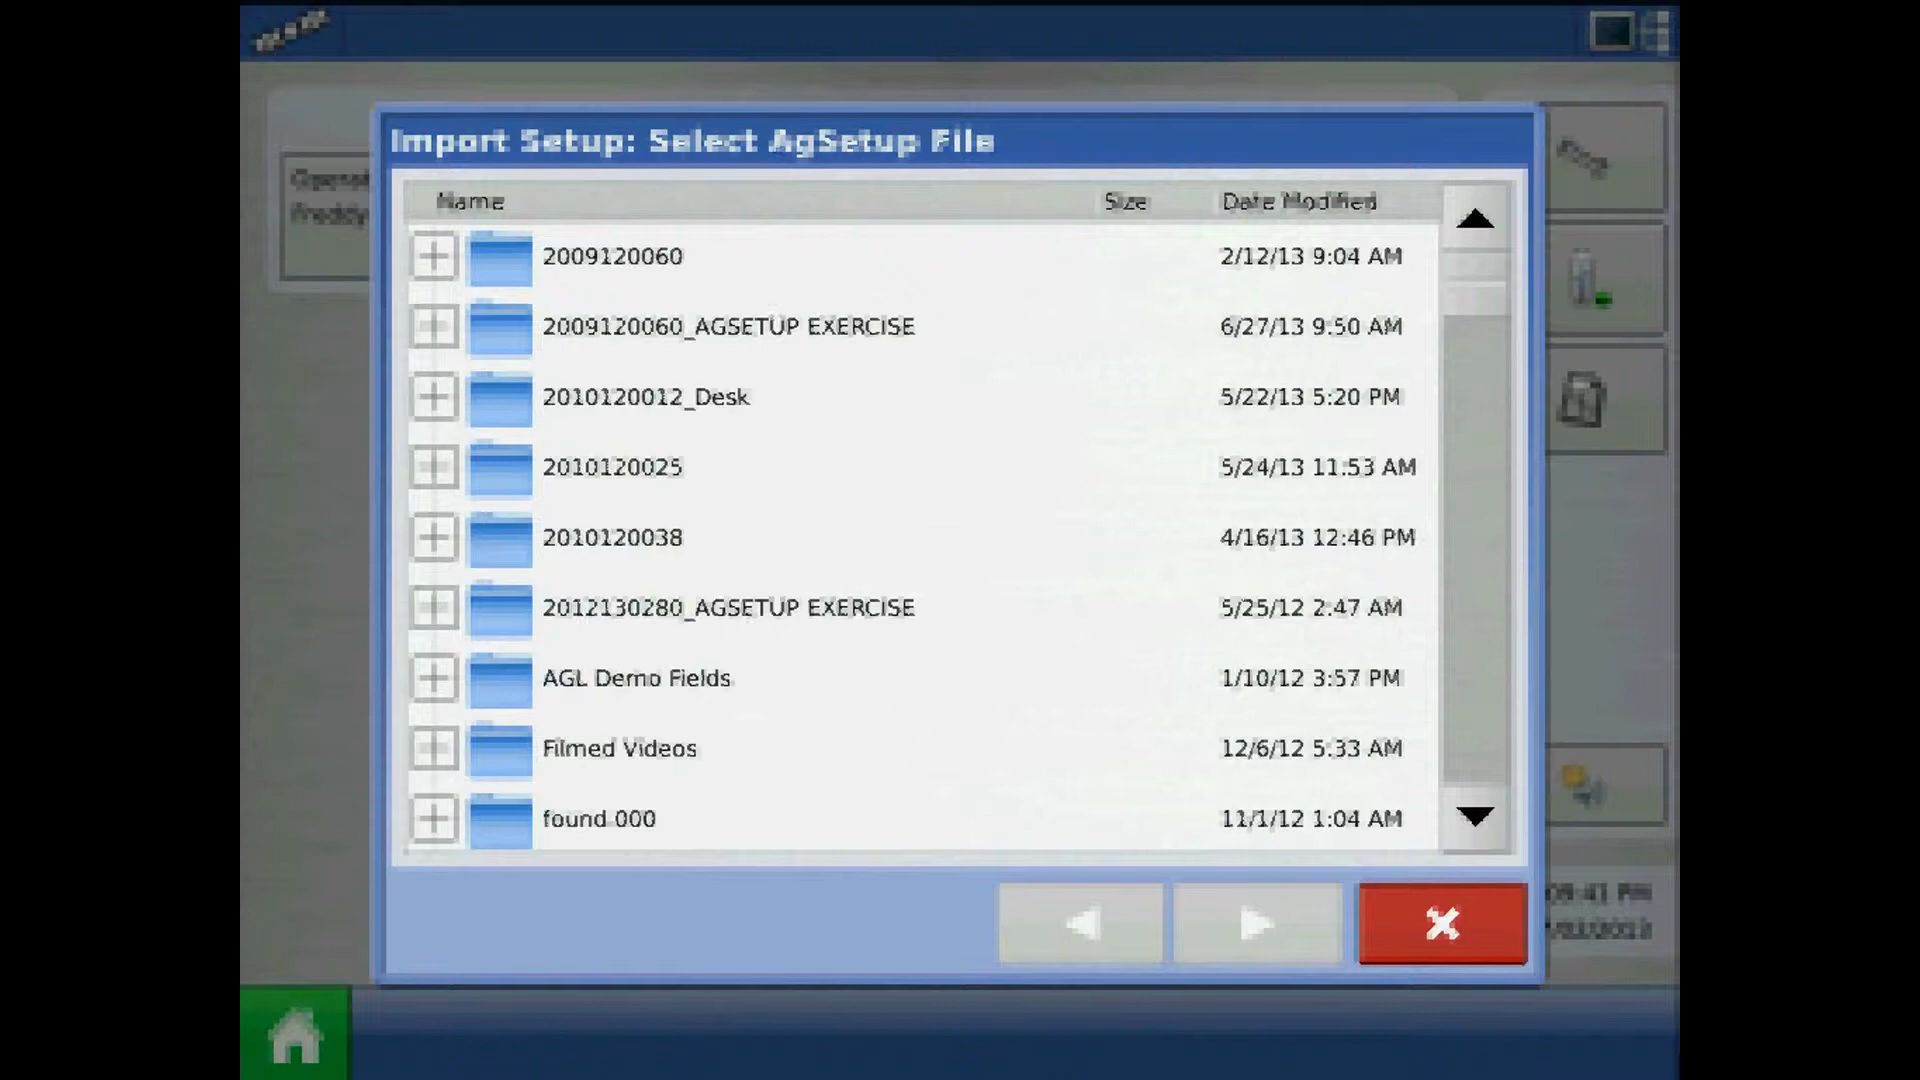 Import Setup: Select AgSetup File
Name Size Date Modified
2009120060 2/12/13 9:04 AM
2009120060_AGSETUP EXERCISE 6/27/13 9:50 AM
2010120012_Desk 5/22/13 5:20 PM
2010120025 5/24/13 11:53 AM
2010120038 4/16/13 12:46 PM
2012130280_AGSETUP EXERCISE 5/25/12 2:47 AM
AGL Demo Fields 1/10/12 3:57 PM
Filmed Videos 12/6/12 5:33 AM
found.000 11/1/12 1:04 AM
Freddy